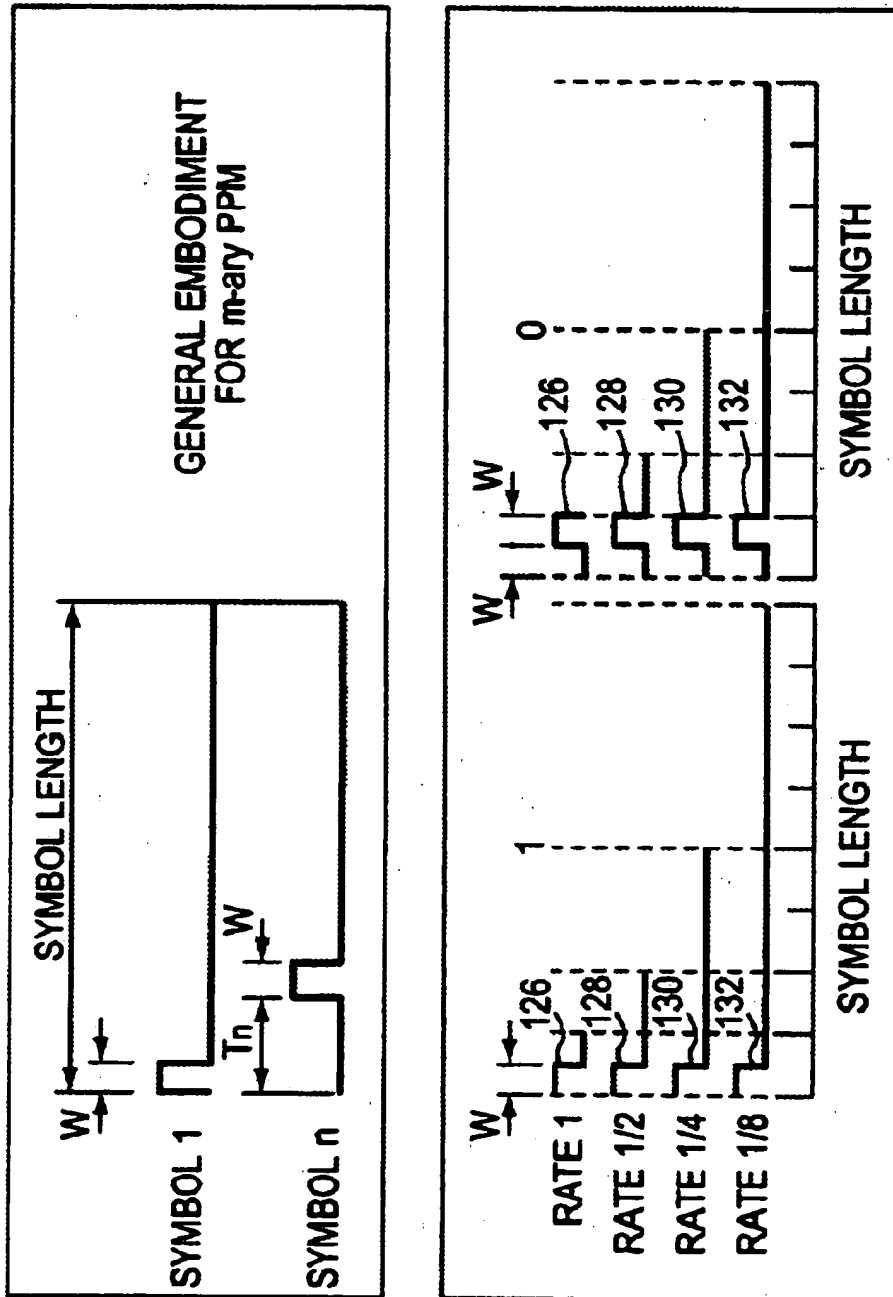 SYMBOL LENGTH
W
SYMBOL 1
Tn
W
SYMBOL n
GENERAL EMBODIMENT
FOR m-ary PPM
W
1
RATE 1
126
RATE 1/2
128
RATE 1/4
130
RATE 1/8
132
SYMBOL LENGTH
W
W
0
126
128
130
132
SYMBOL LENGTH